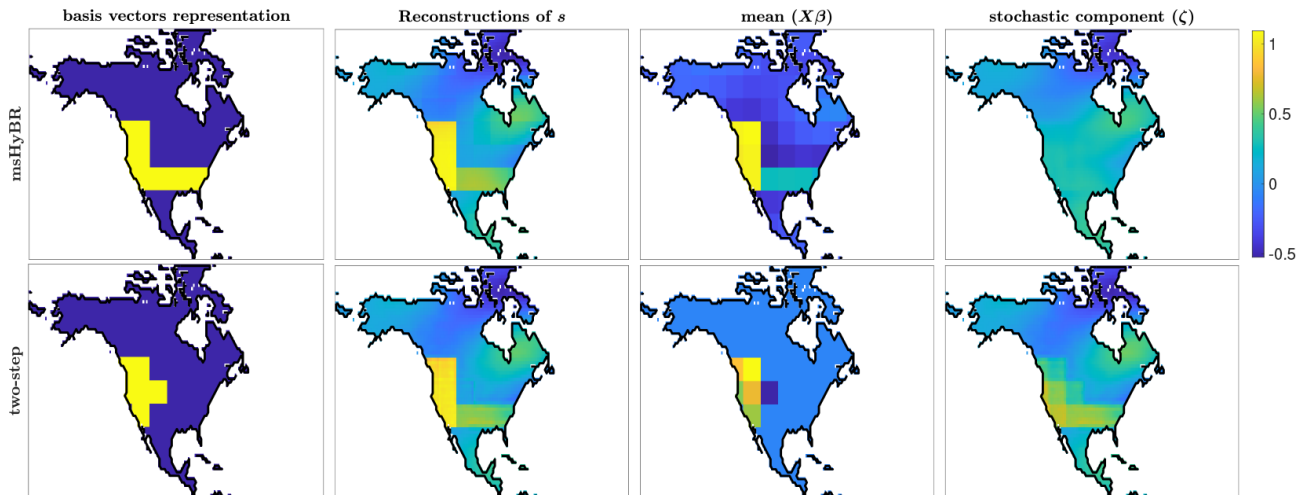 basis vectors representation
Reconstructions of s
mean (Xβ)
stochastic component (ζ)
msHyBR
1
0.5
0
-0.5
two-step